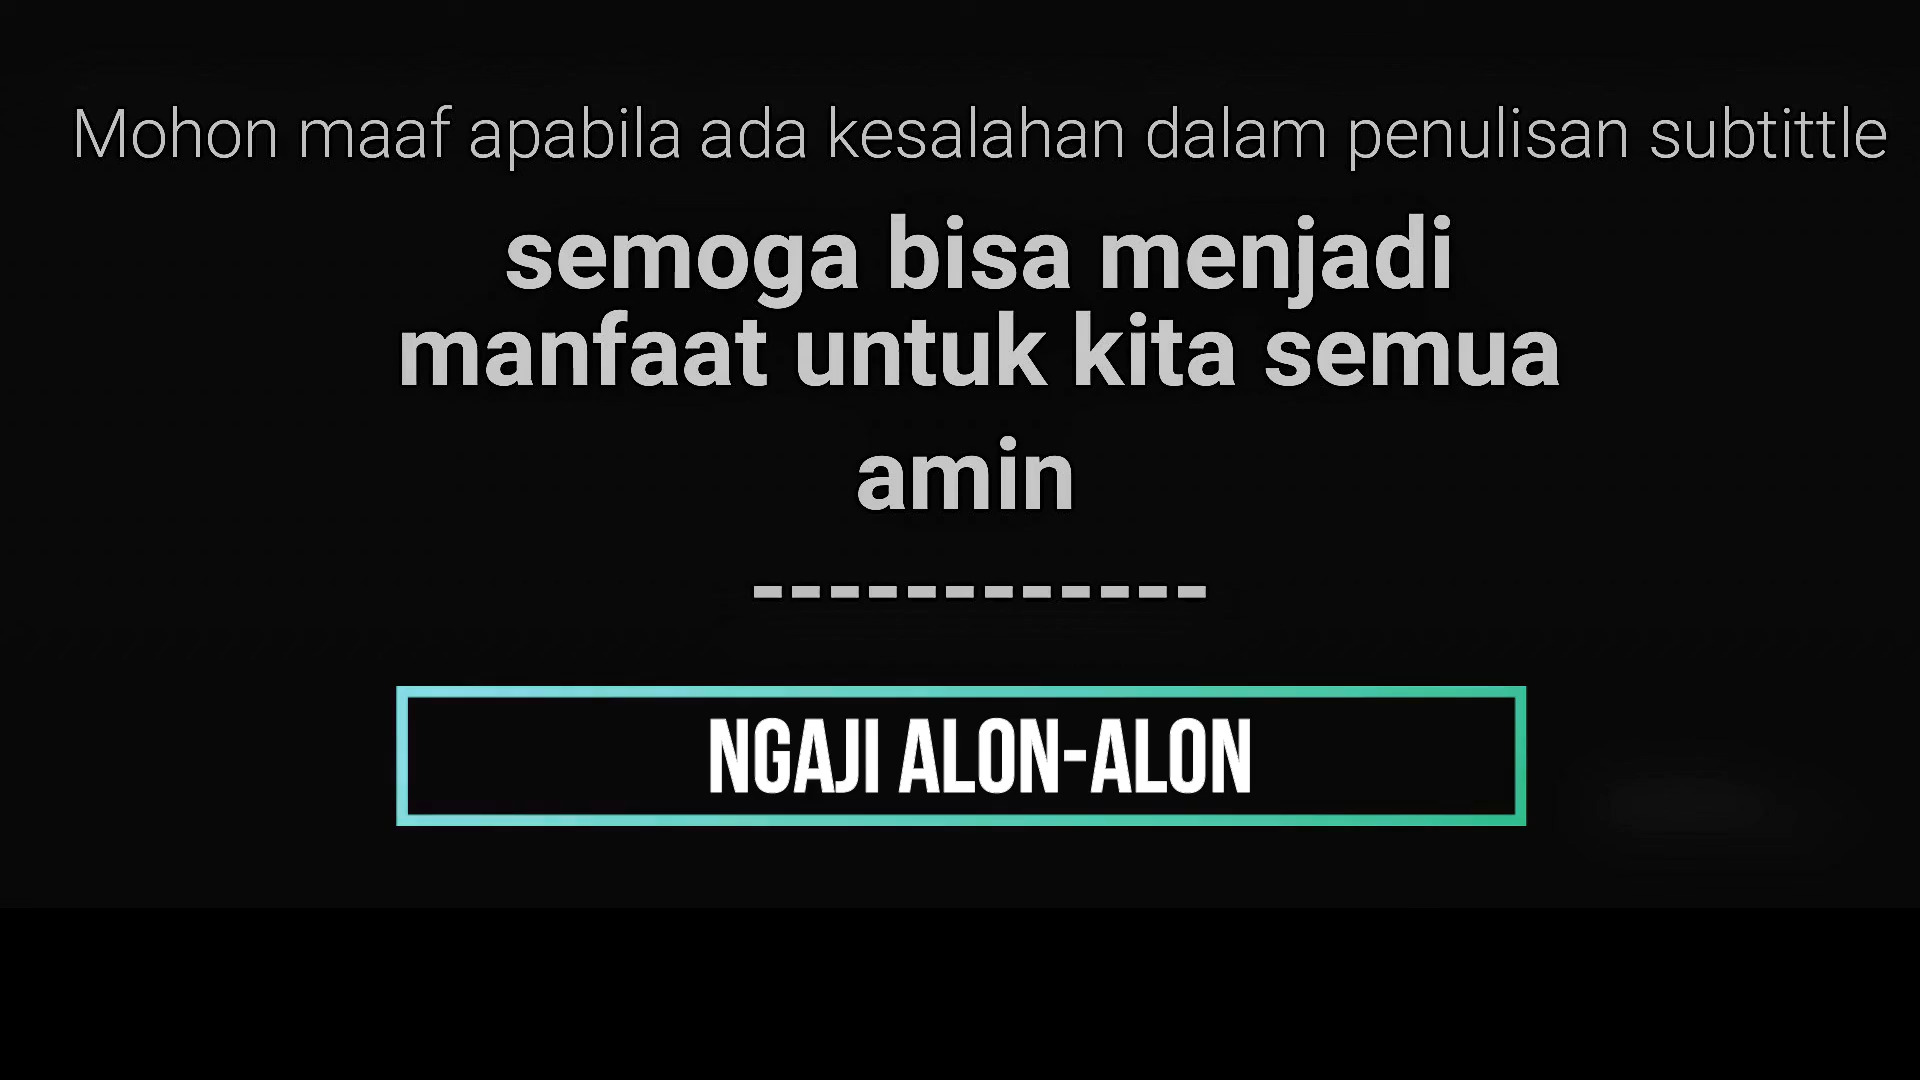 Mohon maaf apabila ada kesalahan dalam penulisan subtittle
semoga bisa menjadi
manfaat untuk kita semua
amin
------------
NGAJI ALON-ALON